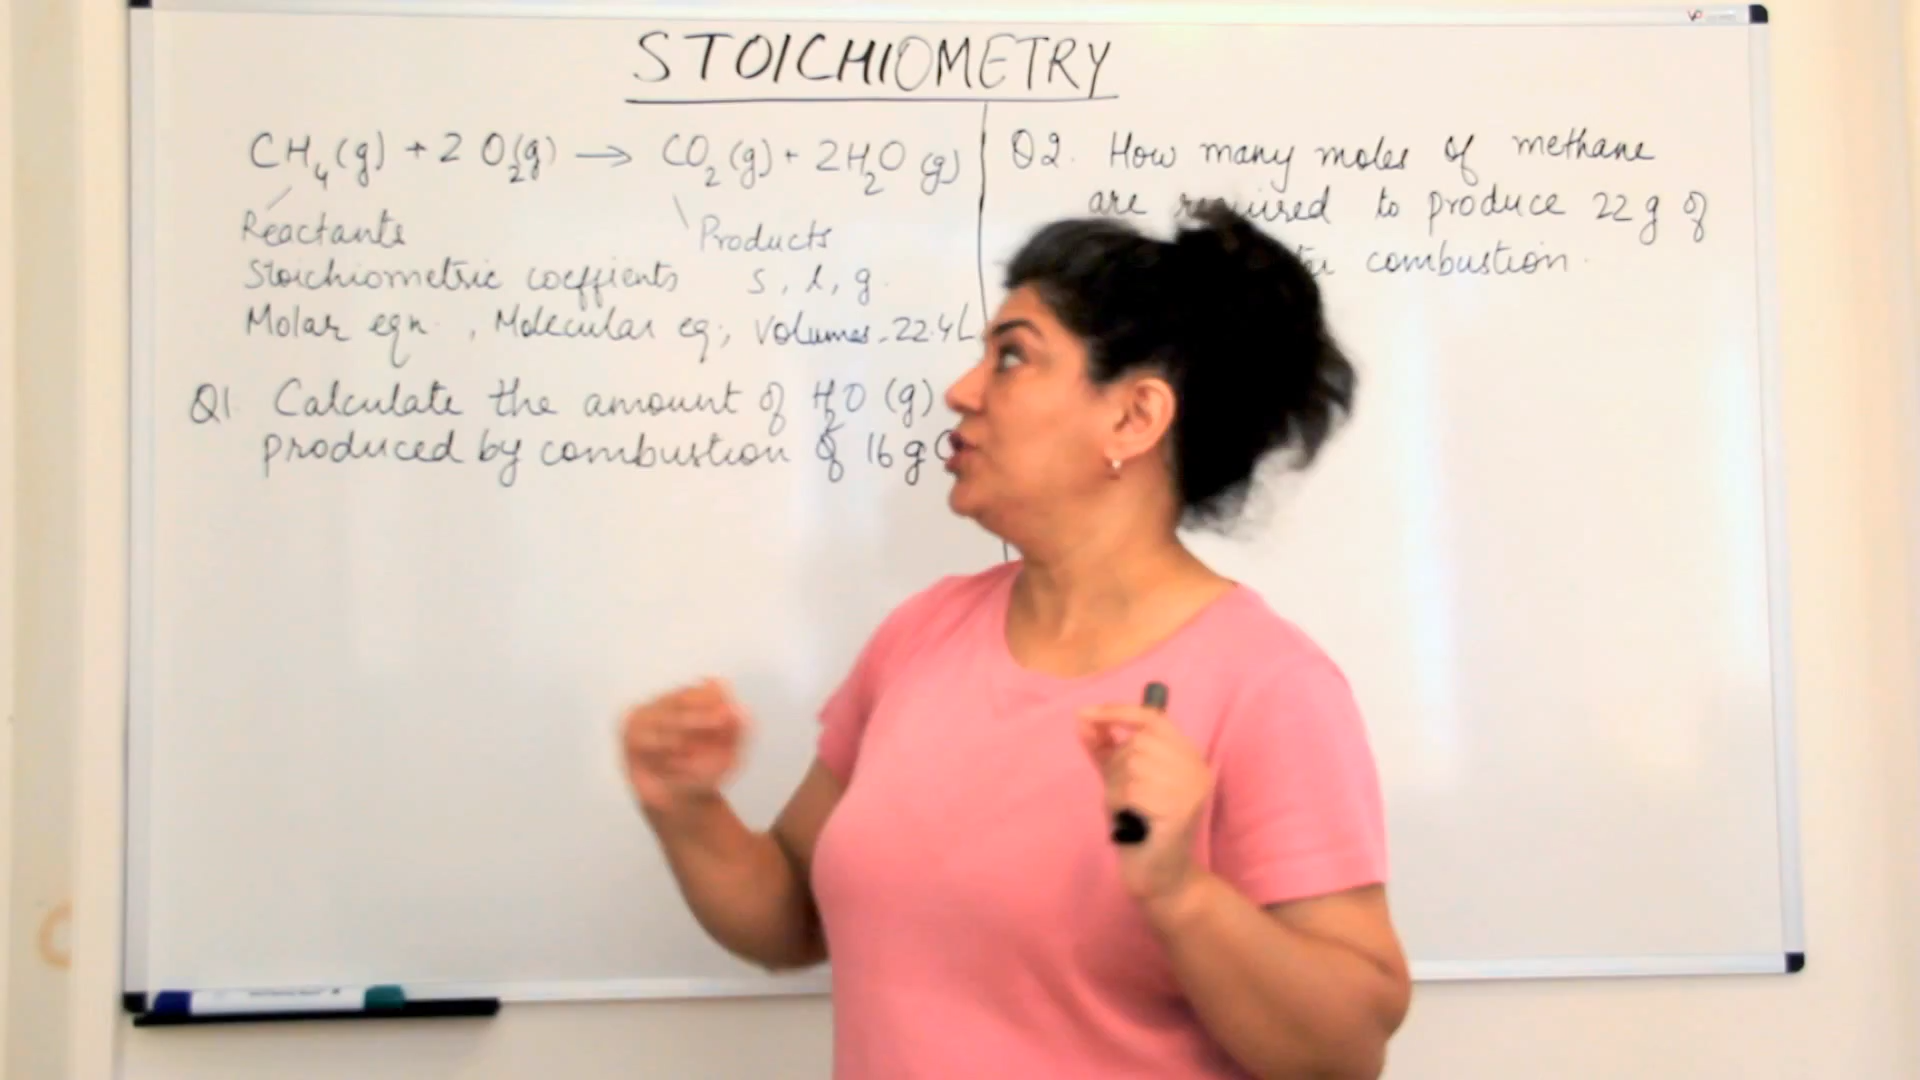 STOICHIOMETRY
CH4(g) + 2 O2(g) → CO2(g) + 2H2O (g)
Reactants
Products
Stoichiometric coeffients s, l, g.
Molar eqn., Molecular eq; Volumes - 22.4L
Q1. Calculate the amount of H2O (g)
produced by combustion of 16 g
Q2. How many moles of methane
are required to produce 22 g of
combustion.